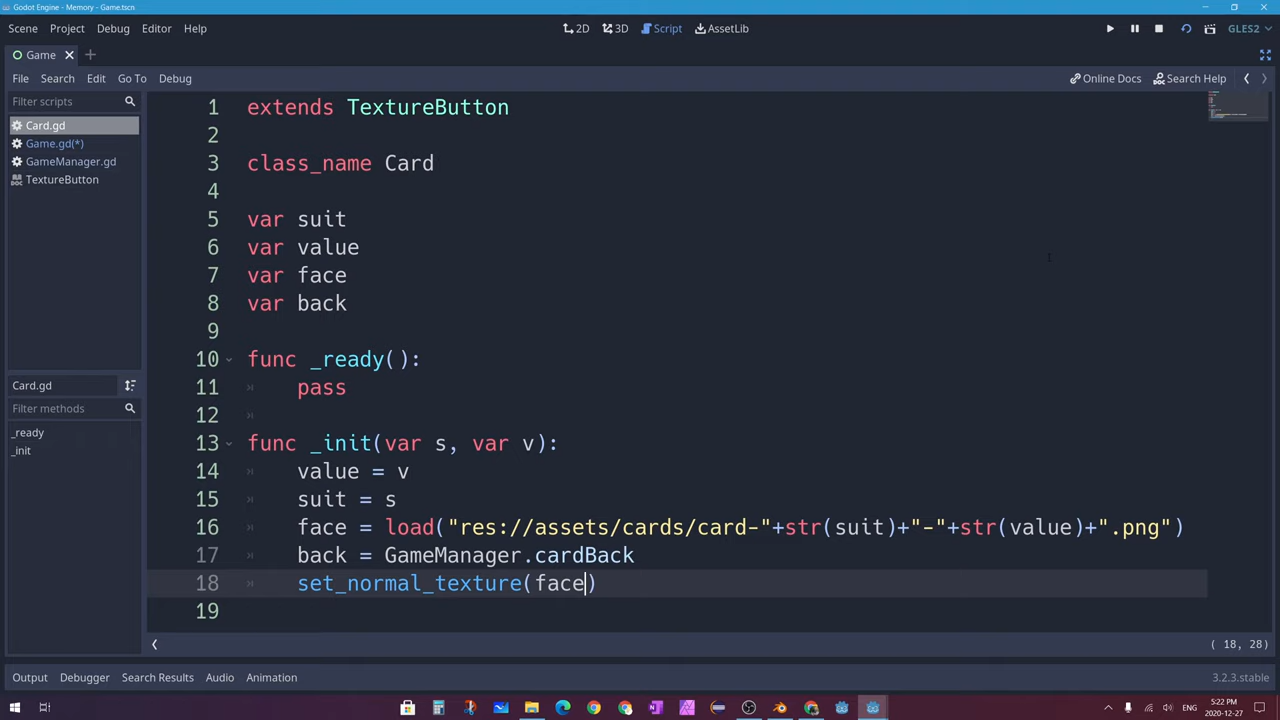 Godot Engine - Memory - Game.tscn
Scene Project Debug Editor Help
2D 3D Script AssetLib
GLES2
Game
File Search Edit Go To Debug
Online Docs Search Help
Filter scripts
Card.gd
Game.gd(*)
GameManager.gd
TextureButton
Card.gd
Filter methods
_ready
_init
1 extends TextureButton
2
3 class_name Card
4
5 var suit
6 var value
7 var face
8 var back
9
10 func _ready():
11 pass
12
13 func _init(var s, var v):
14 value = v
15 suit = s
16 face = load("res://assets/cards/card-"+str(suit)+"-"+str(value)+".png")
17 back = GameManager.cardBack
18 set_normal_texture(face)
19
( 18, 28)
Output Debugger Search Results Audio Animation
3.2.3.stable
ENG
5:22 PM
2020-12-27